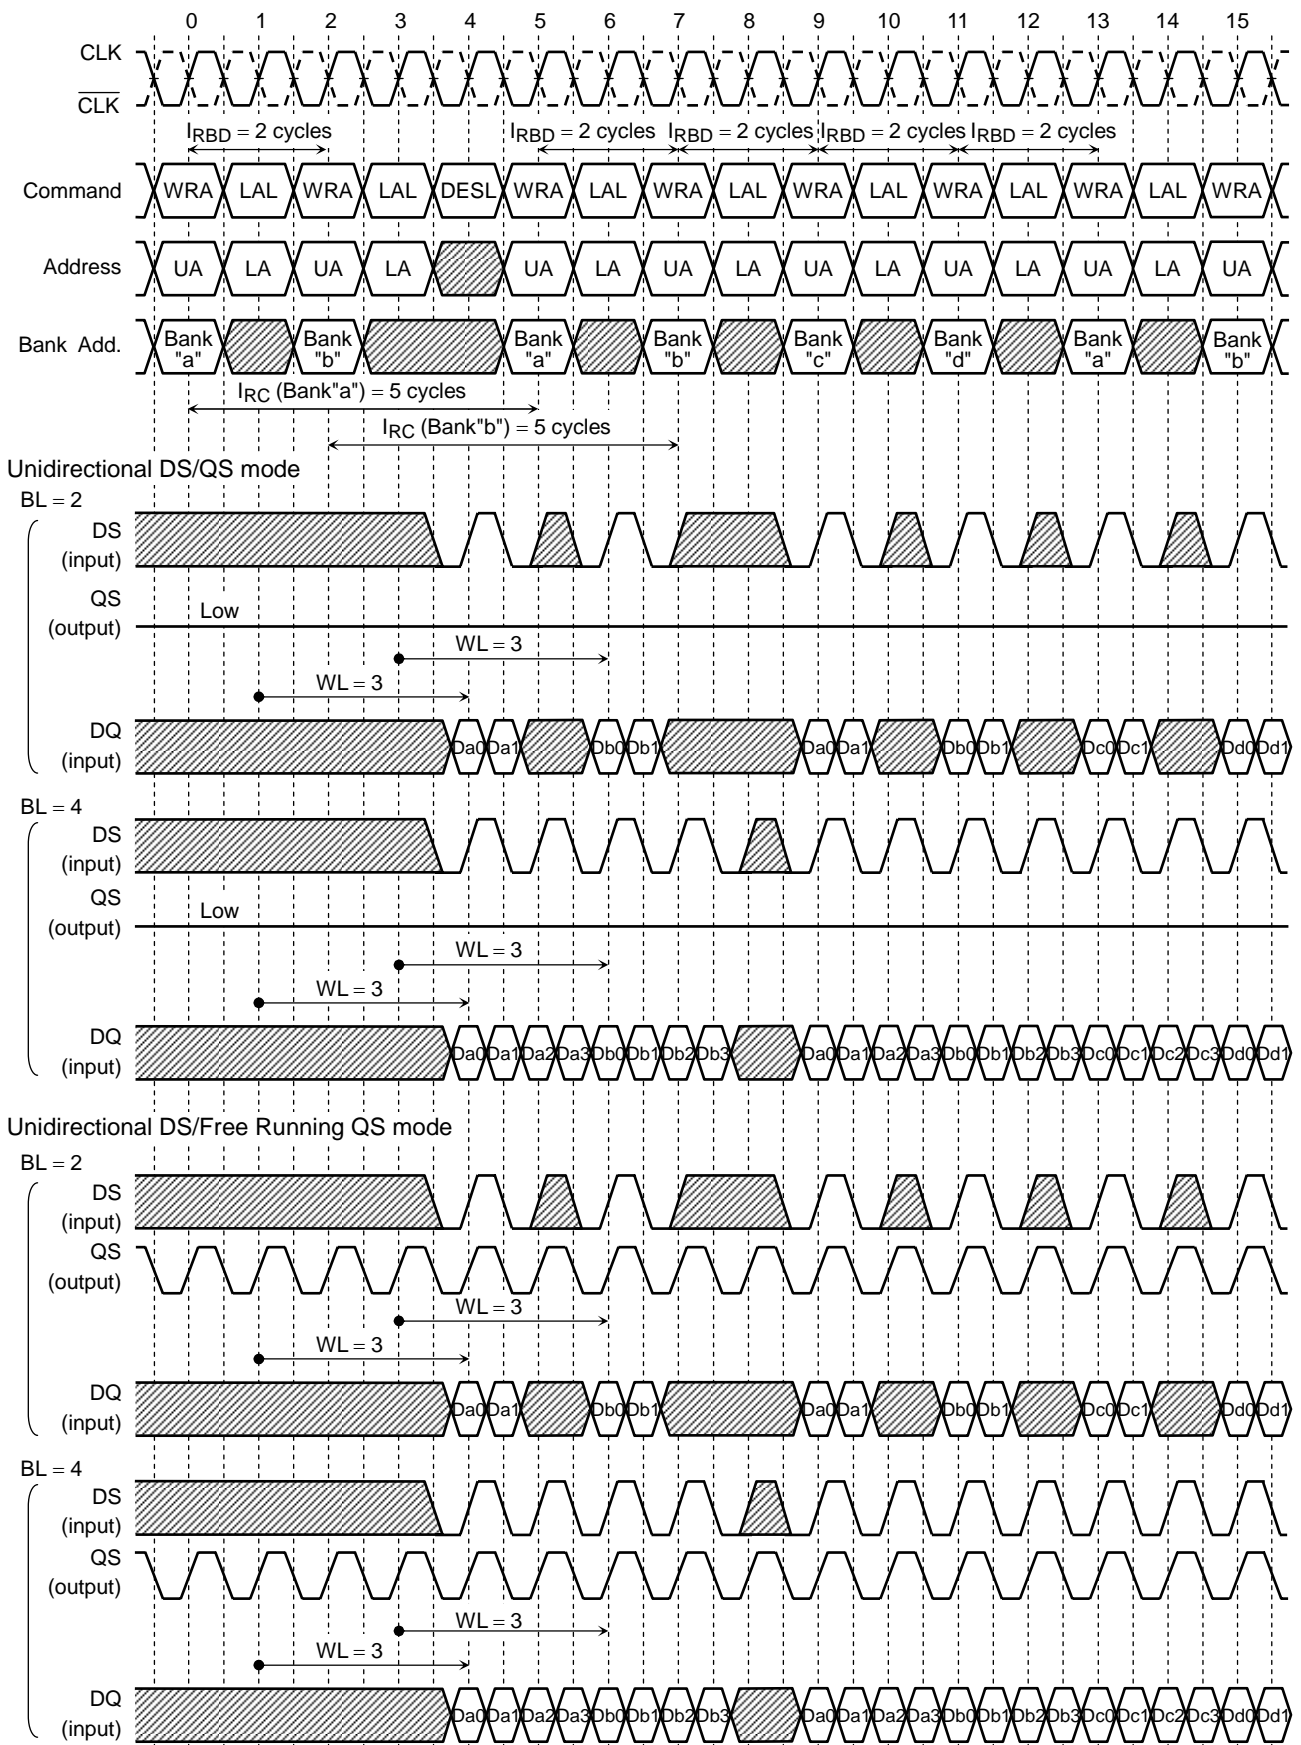 0 1 2 3 4 5 6 7 8 9 10 11 12 13 14 15
CLK
CLK
IRBD = 2 cycles IRBD = 2 cycles IRBD = 2 cycles IRBD = 2 cycles IRBD = 2 cycles
Command WRA LAL WRA LAL DESL WRA LAL WRA LAL WRA LAL WRA LAL WRA LAL WRA
Address UA LA UA LA UA LA UA LA UA LA UA LA UA LA UA
Bank Add. Bank "a" Bank "b" Bank "a" Bank "b" Bank "c" Bank "d" Bank "a" Bank "b"
IRC (Bank"a") = 5 cycles
IRC (Bank"b") = 5 cycles
Unidirectional DS/QS mode
BL = 2
DS
(input)
QS
(output) Low
WL = 3
WL = 3
DQ
(input) Da0 Da1 Db0 Db1 Da0 Da1 Db0 Db1 Dc0 Dc1 Dd0 Dd1
BL = 4
DS
(input)
QS
(output) Low
WL = 3
WL = 3
DQ
(input) Da0 Da1 Da2 Da3 Db0 Db1 Db2 Db3 Da0 Da1 Da2 Da3 Db0 Db1 Db2 Db3 Dc0 Dc1 Dc2 Dc3 Dd0 Dd1
Unidirectional DS/Free Running QS mode
BL = 2
DS
(input)
QS
(output)
WL = 3
WL = 3
DQ
(input) Da0 Da1 Db0 Db1 Da0 Da1 Db0 Db1 Dc0 Dc1 Dd0 Dd1
BL = 4
DS
(input)
QS
(output)
WL = 3
WL = 3
DQ
(input) Da0 Da1 Da2 Da3 Db0 Db1 Db2 Db3 Da0 Da1 Da2 Da3 Db0 Db1 Db2 Db3 Dc0 Dc1 Dc2 Dc3 Dd0 Dd1